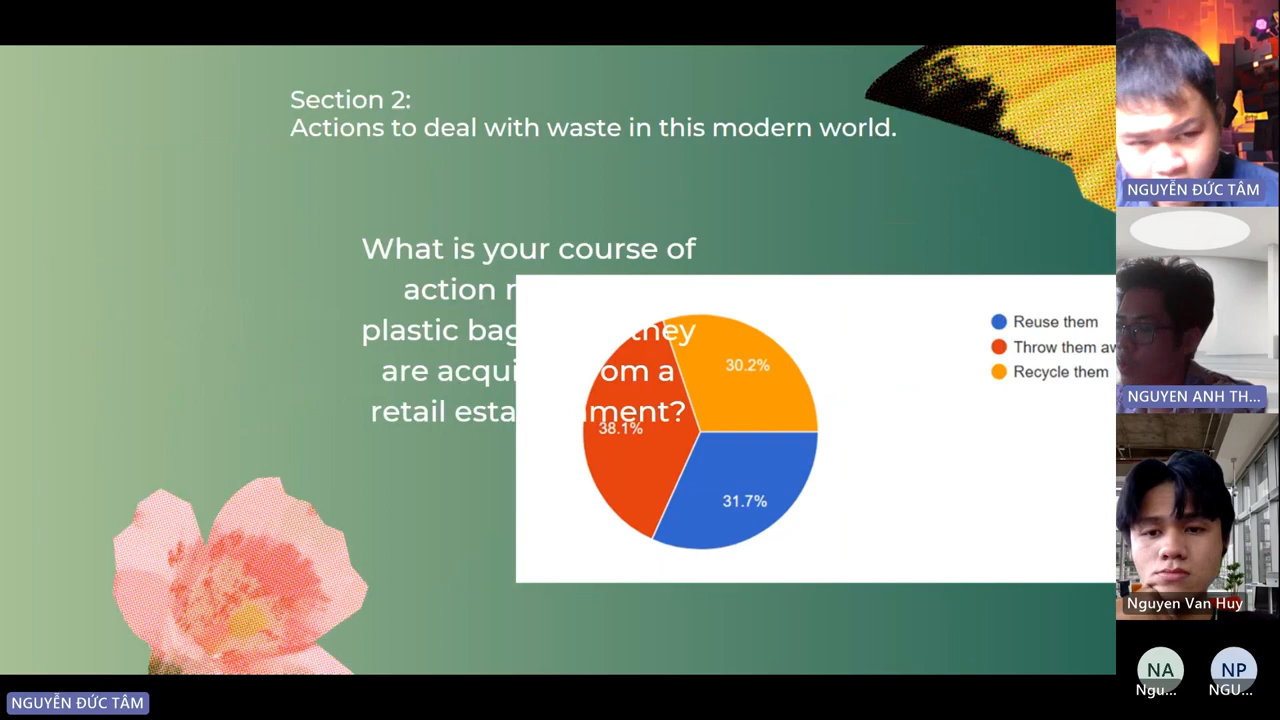 Section 2:
Actions to deal with waste in this modern world.
What is your course of
action
plastic bag they
are acqui om a
retail esta ment?
30.2%
38.1%
31.7%
Reuse them
Throw them aw
Recycle them
NGUYỄN ĐỨC TÂM
NGUYEN ANH TH...
Nguyen Van Huy
NA
NP
Ngu...
NGU...
NGUYỄN ĐỨC TÂM